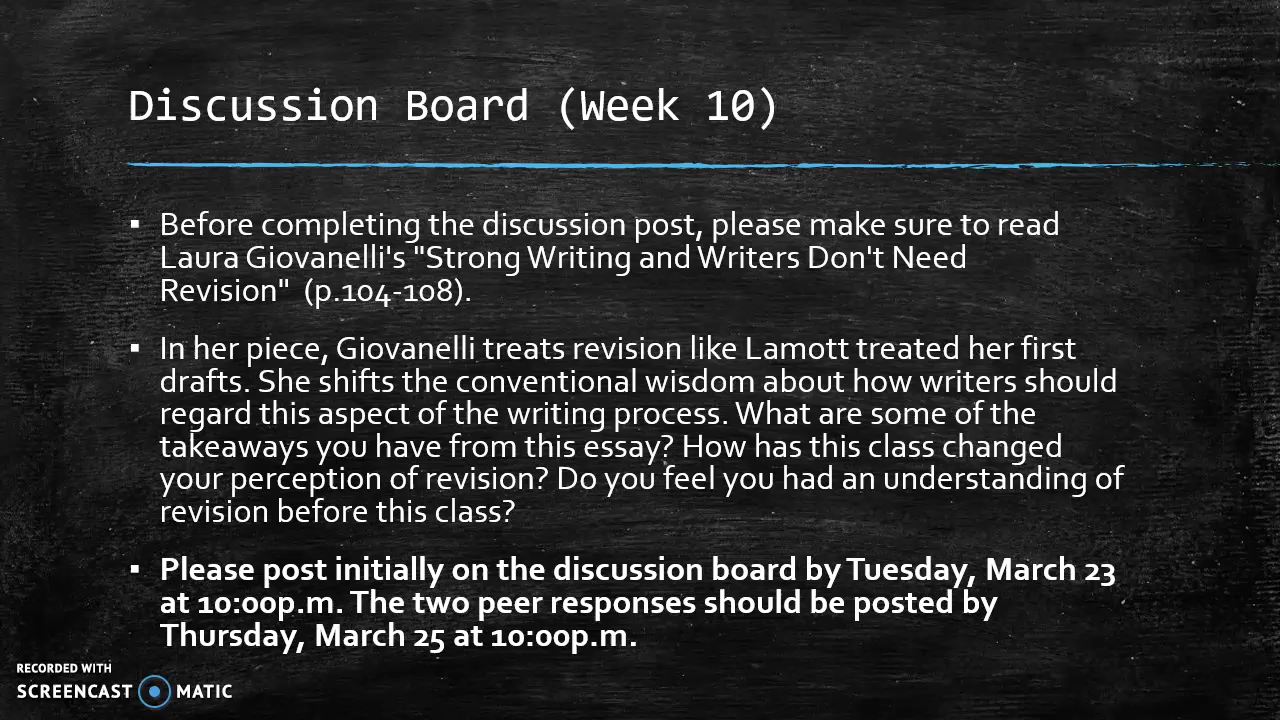 Discussion Board (Week 10)
▪ Before completing the discussion post, please make sure to read
Laura Giovanelli's "Strong Writing and Writers Don't Need
Revision"  (p.104-108).
▪ In her piece, Giovanelli treats revision like Lamott treated her first
drafts. She shifts the conventional wisdom about how writers should
regard this aspect of the writing process. What are some of the
takeaways you have from this essay? How has this class changed
your perception of revision? Do you feel you had an understanding of
revision before this class?
▪ Please post initially on the discussion board by Tuesday, March 23
at 10:00p.m. The two peer responses should be posted by
Thursday, March 25 at 10:00p.m.
RECORDED WITH
SCREENCAST MATIC